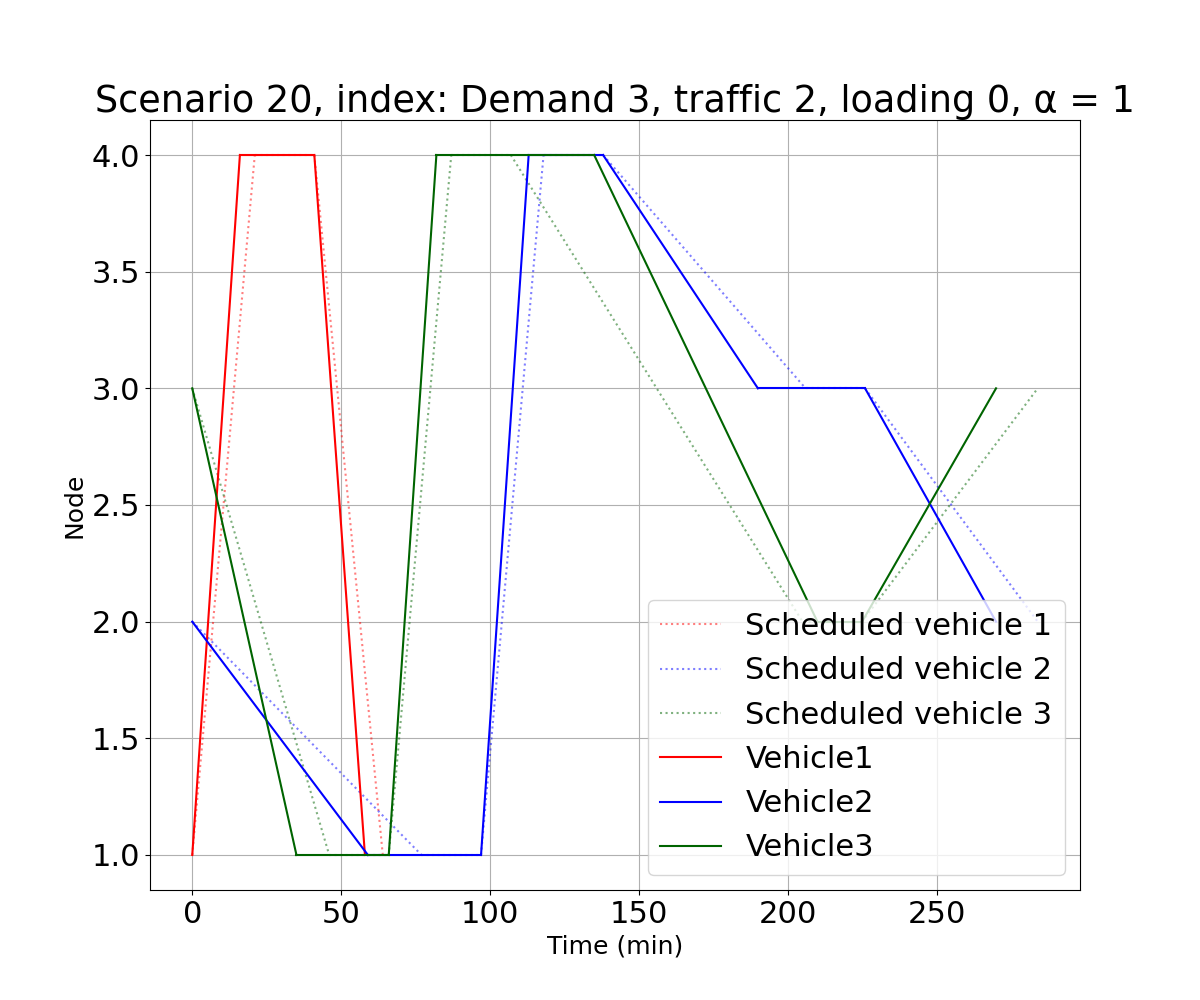 Scenario 20, index: Demand 3, traffic 2, loading 0, α = 1
4.0
3.5
3.0
2.5
2.0
1.5
1.0
Node
Scheduled vehicle 1
Scheduled vehicle 2
Scheduled vehicle 3
Vehicle1
Vehicle2
Vehicle3
0 50 100 150 200 250
Time (min)